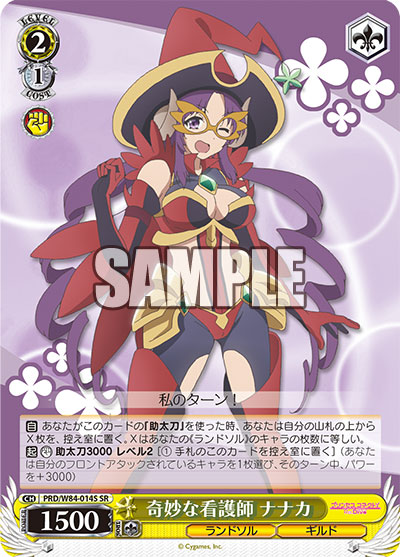 LEVEL
2
1
COST
SAMPLE
私のターン！
自 あなたがこのカードの『助太刀』を使った時、あなたは自分の山札の上から
X枚を、控え室に置く。Xはあなたの《ランドソル》のキャラの枚数に等しい。
起 助太刀3000 レベル2 [① 手札のこのカードを控え室に置く]（あなたは
自分のフロントアタックされているキャラを1枚選び、そのターン中、パワー
を＋3000）
CH PRD/W84-014S SR
奇妙な看護師 ナナカ
POWER 1500
ランドソル
ギルド
© Cygames, Inc.